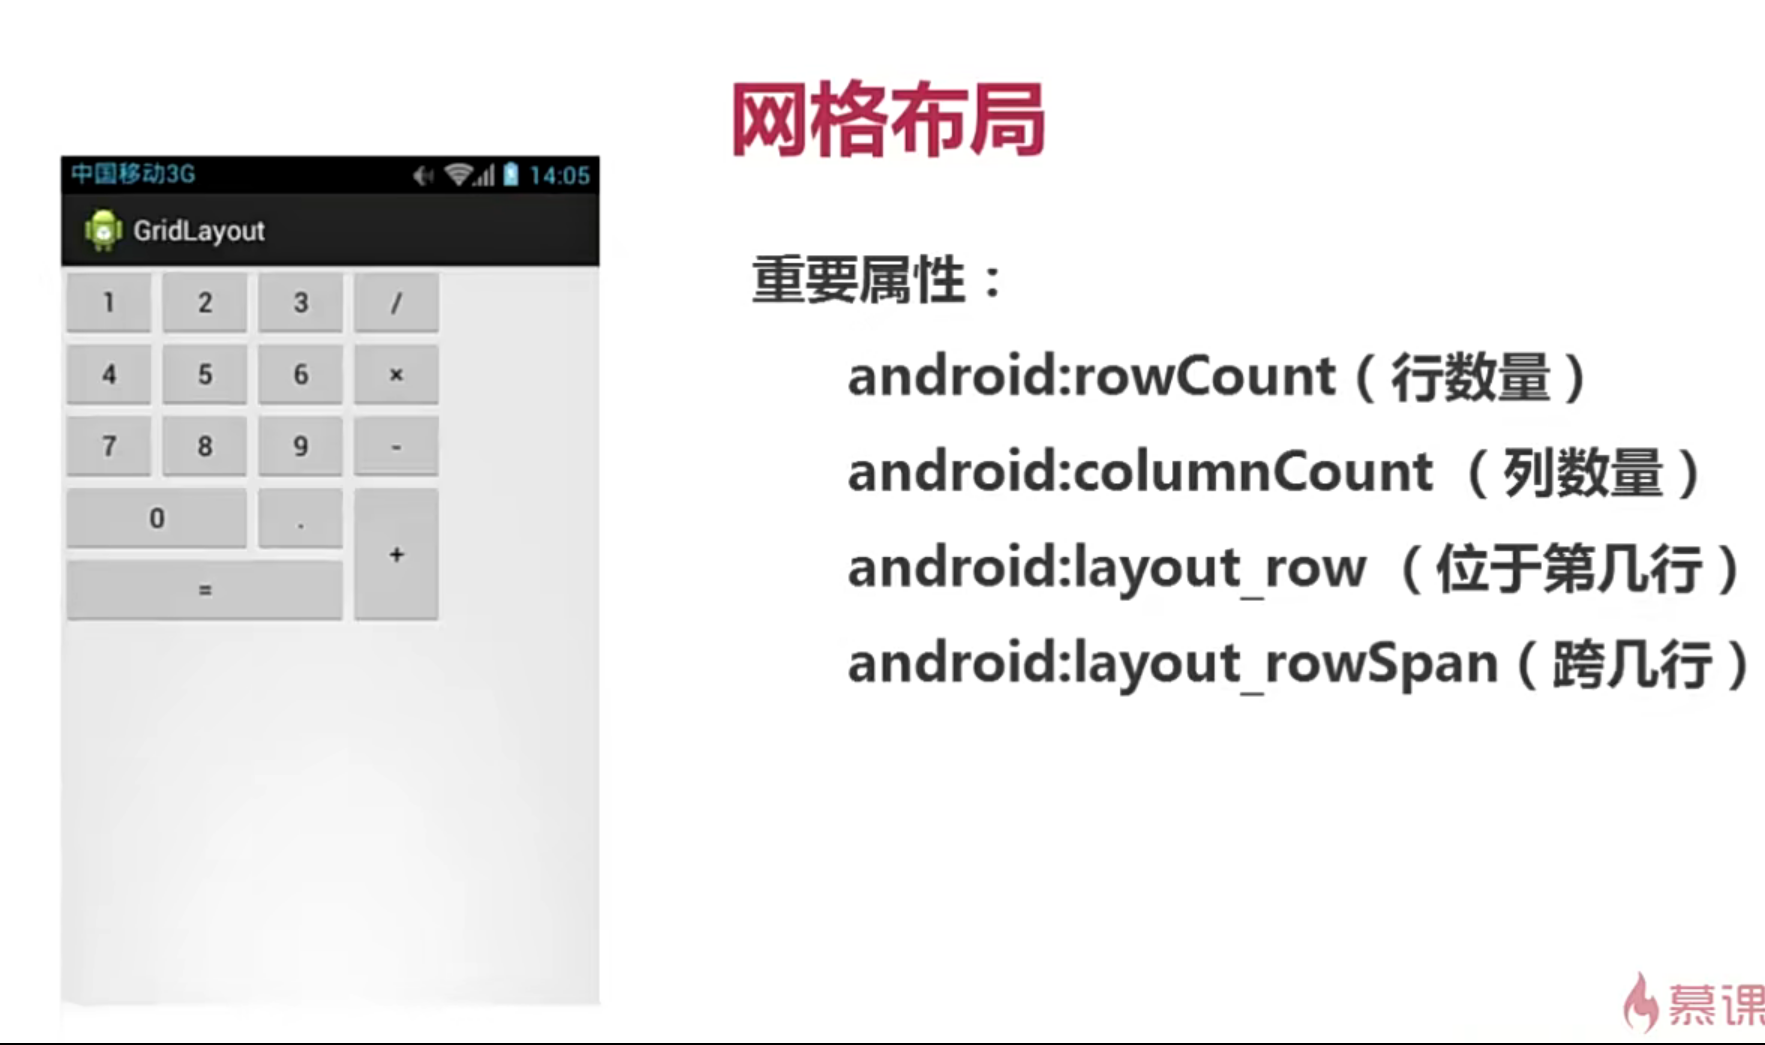 网格布局
中国移动3G 14:05
GridLayout
1 2 3 /
4 5 6 ×
7 8 9 -
0 . +
=
重要属性：
android:rowCount（行数量）
android:columnCount （列数量）
android:layout_row （位于第几行）
android:layout_rowSpan（跨几行）
慕课